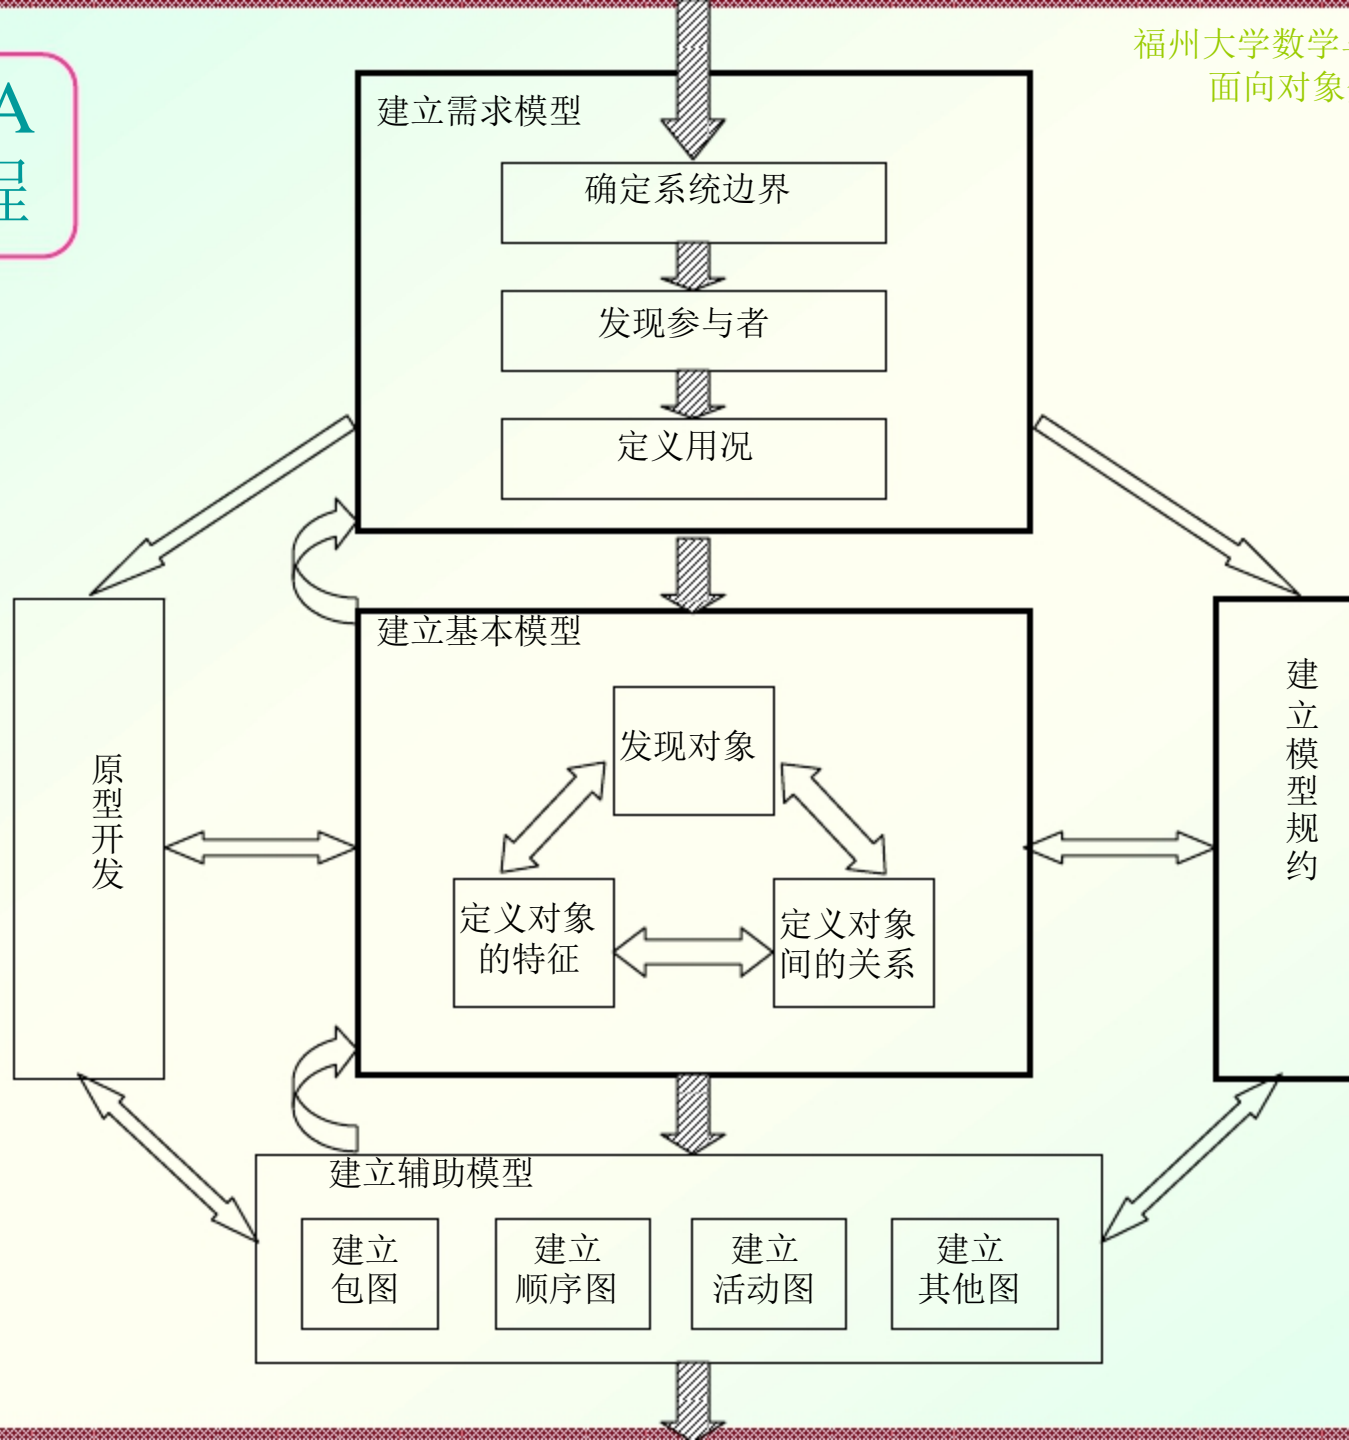 福州大学数学
面向对象
A
程
建立需求模型
确定系统边界
发现参与者
定义用况
建立基本模型
发现对象
定义对象
的特征
定义对象
间的关系
原型开发
建立模型规约
建立辅助模型
建立
包图
建立
顺序图
建立
活动图
建立
其他图